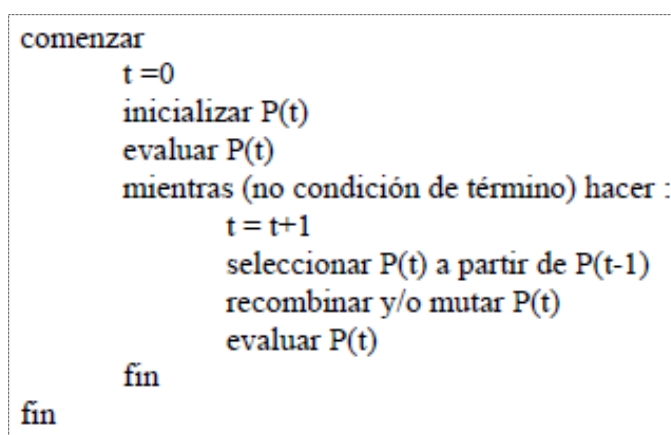 comenzar
t =0
inicializar P(t)
evaluar P(t)
mientras (no condición de término) hacer :
t = t+1
seleccionar P(t) a partir de P(t-1)
recombinar y/o mutar P(t)
evaluar P(t)
fin
fin